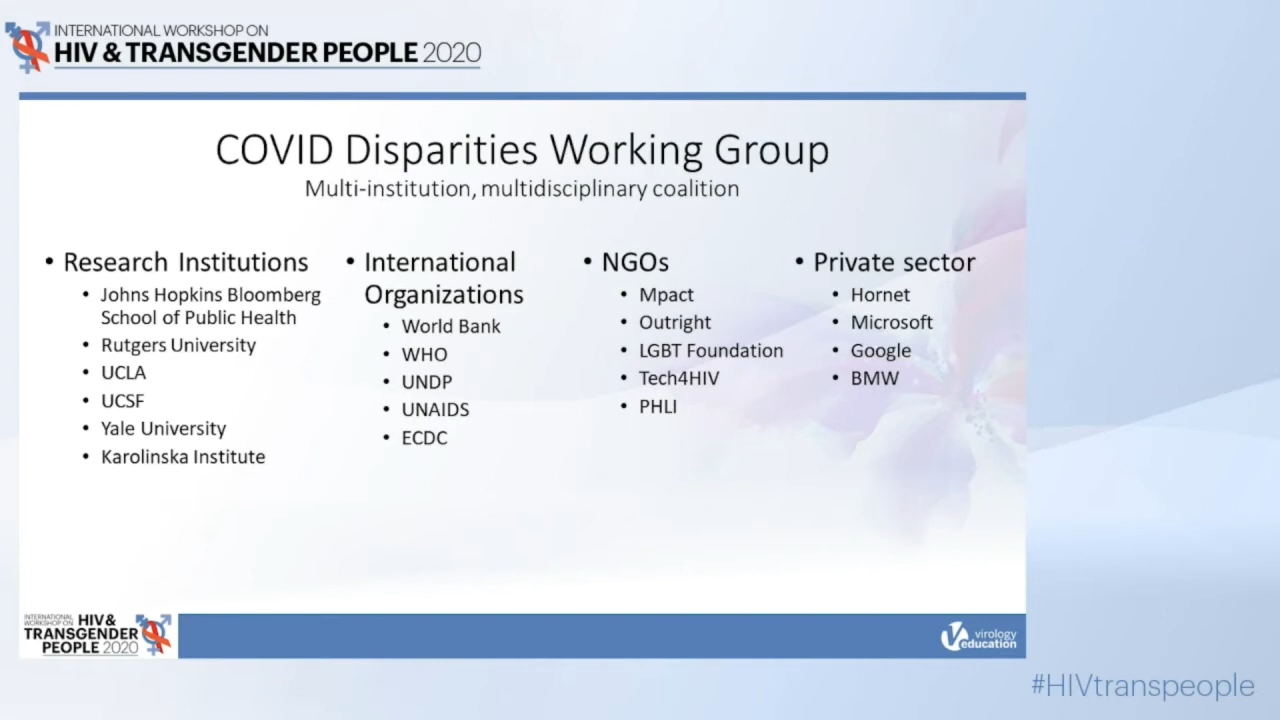 INTERNATIONAL WORKSHOP ON
HIV & TRANSGENDER PEOPLE 2020
COVID Disparities Working Group
Multi-institution, multidisciplinary coalition
• Research Institutions
• Johns Hopkins Bloomberg
School of Public Health
• Rutgers University
• UCLA
• UCSF
• Yale University
• Karolinska Institute
• International
Organizations
• World Bank
• WHO
• UNDP
• UNAIDS
• ECDC
• NGOs
• Mpact
• Outright
• LGBT Foundation
• Tech4HIV
• PHLI
• Private sector
• Hornet
• Microsoft
• Google
• BMW
INTERNATIONAL
WORKSHOP ON HIV &
TRANSGENDER
PEOPLE 2020
virology
education
#HIVtranspeople